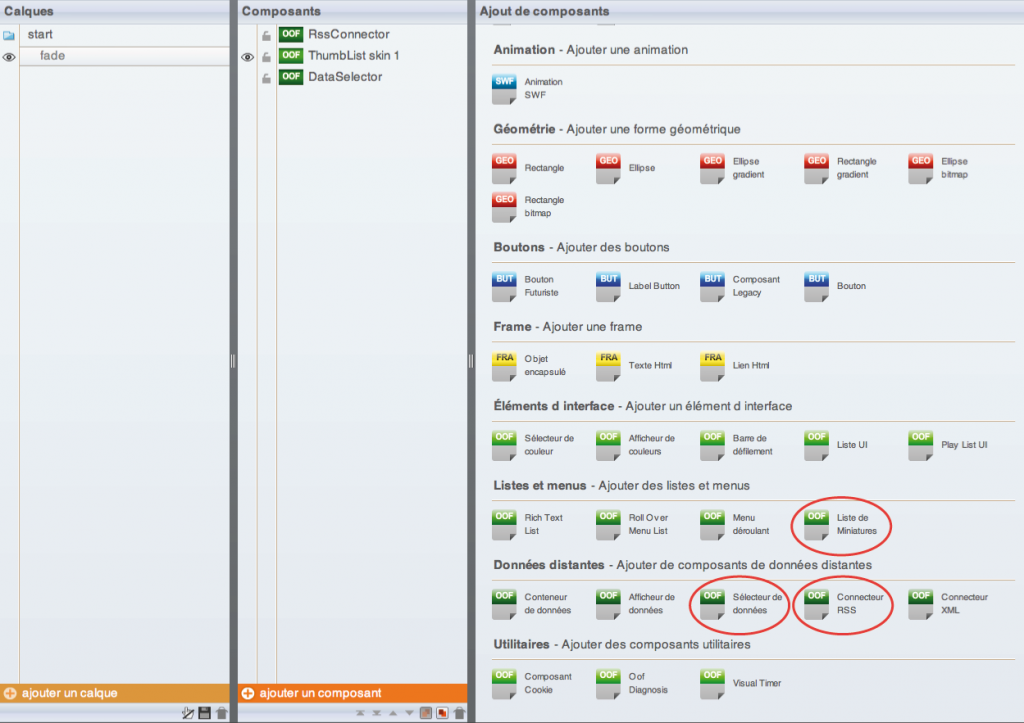 Calques
start
fade
ajouter un calque
Composants
OOF RssConnector
OOF ThumbList skin 1
OOF DataSelector
ajouter un composant
Ajout de composants
Animation - Ajouter une animation
SWF Animation
SWF
Géométrie - Ajouter une forme géométrique
GEO Rectangle
GEO Ellipse
GEO Ellipse
gradient
GEO Rectangle
gradient
GEO Ellipse
bitmap
GEO Rectangle
bitmap
Boutons - Ajouter des boutons
BUT Bouton
Futuriste
BUT Label Button
BUT Composant
Legacy
BUT Bouton
Frame - Ajouter une frame
FRA Objet
encapsulé
FRA Texte Html
FRA Lien Html
Éléments d interface - Ajouter un élément d interface
OOF Sélecteur de
couleur
OOF Afficheur de
couleurs
OOF Barre de
défilement
OOF Liste UI
OOF Play List UI
Listes et menus - Ajouter des listes et menus
OOF Rich Text
List
OOF Roll Over
Menu List
OOF Menu
déroulant
OOF Liste de
Miniatures
Données distantes - Ajouter de composants de données distantes
OOF Conteneur
de données
OOF Afficheur de
données
OOF Sélecteur de
données
OOF Connecteur
RSS
OOF Connecteur
XML
Utilitaires - Ajouter des composants utilitaires
OOF Composant
Cookie
OOF Oof
Diagnosis
OOF Visual Timer